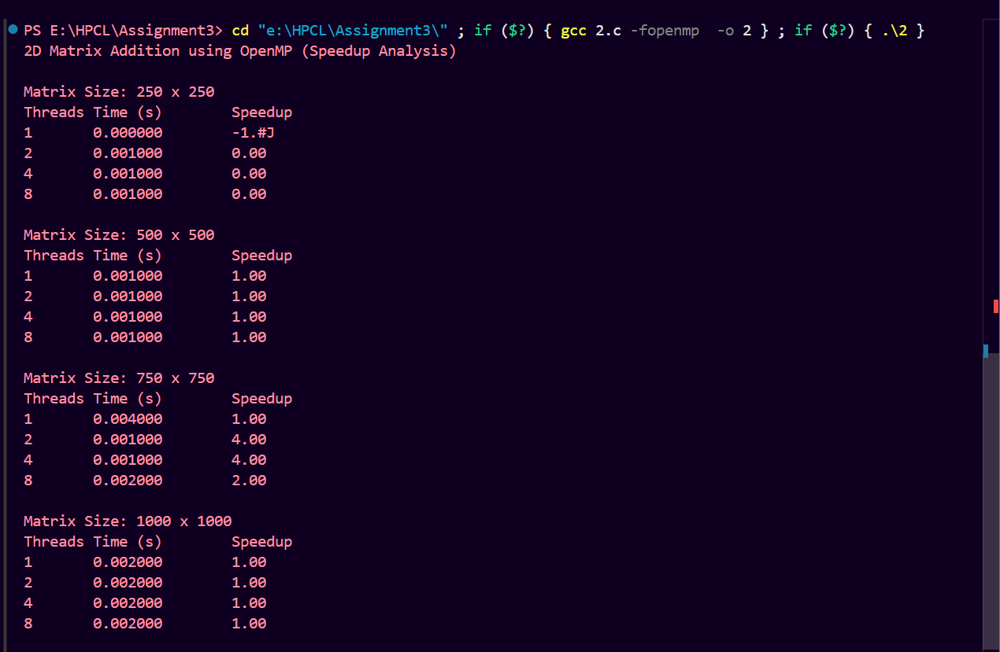 PS E:\HPCL\Assignment3> cd "e:\HPCL\Assignment3\" ; if ($?) { gcc 2.c -fopenmp  -o 2 } ; if ($?) { .\2 }
2D Matrix Addition using OpenMP (Speedup Analysis)

Matrix Size: 250 x 250
Threads Time (s)        Speedup
1       0.000000        -1.#J
2       0.001000        0.00
4       0.001000        0.00
8       0.001000        0.00

Matrix Size: 500 x 500
Threads Time (s)        Speedup
1       0.001000        1.00
2       0.001000        1.00
4       0.001000        1.00
8       0.001000        1.00

Matrix Size: 750 x 750
Threads Time (s)        Speedup
1       0.004000        1.00
2       0.001000        4.00
4       0.001000        4.00
8       0.002000        2.00

Matrix Size: 1000 x 1000
Threads Time (s)        Speedup
1       0.002000        1.00
2       0.002000        1.00
4       0.002000        1.00
8       0.002000        1.00